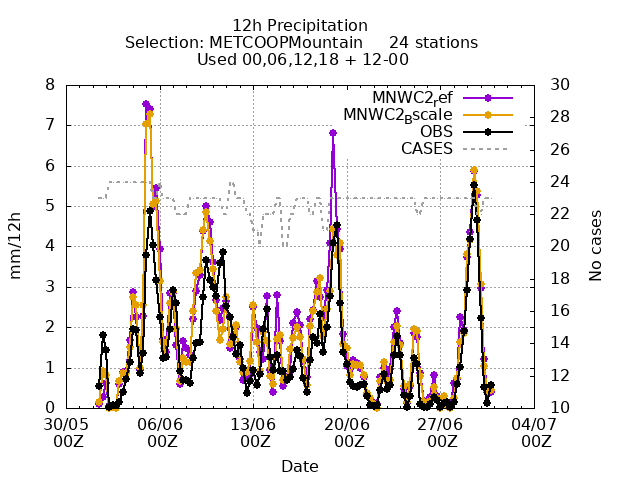 12h Precipitation
Selection: METCOOPMountain 24 stations
Used 00,06,12,18 + 12-00
mm/12h
8
7
6
5
4
3
2
1
0
30
28
26
24
22
20
18
16
14
12
10
No cases
MNWC2ref
MNWC2Bscale
OBS
CASES
30/05 06/06 13/06 20/06 27/06 04/07
00Z 00Z 00Z 00Z 00Z 00Z
Date